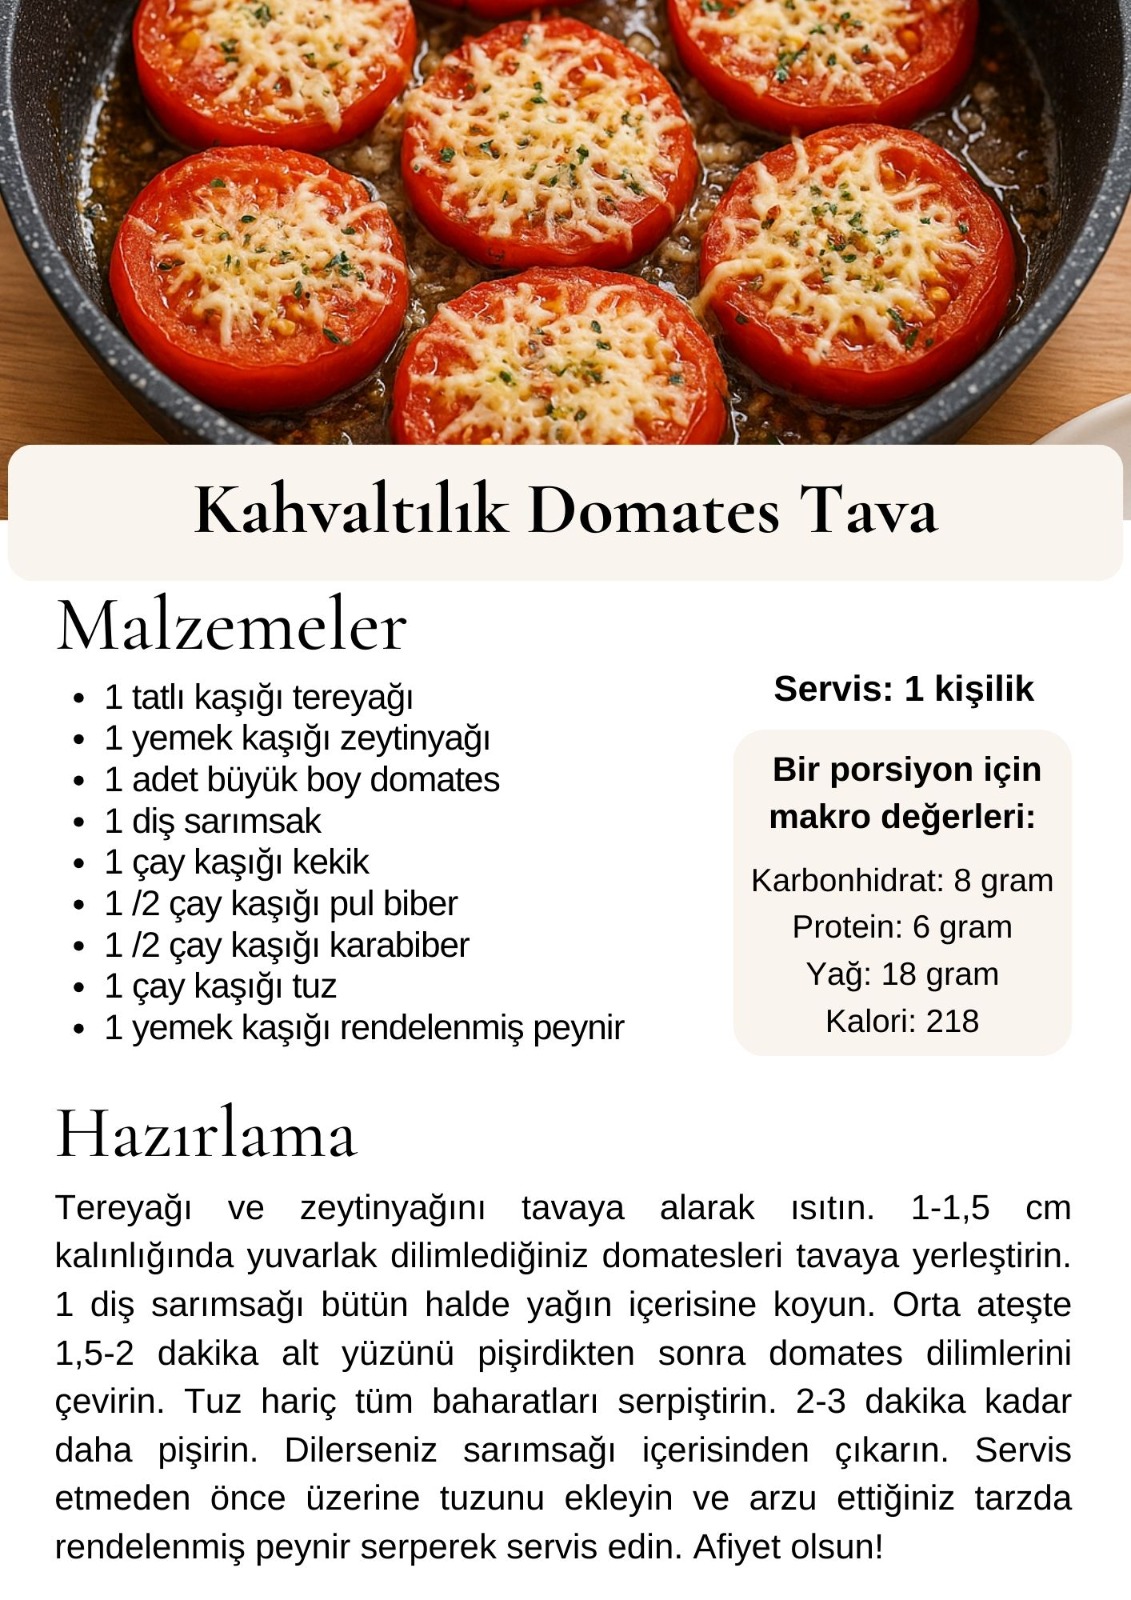 Kahvaltılık Domates Tava
Malzemeler
• 1 tatlı kaşığı tereyağı
• 1 yemek kaşığı zeytinyağı
• 1 adet büyük boy domates
• 1 diş sarımsak
• 1 çay kaşığı kekik
• 1 /2 çay kaşığı pul biber
• 1 /2 çay kaşığı karabiber
• 1 çay kaşığı tuz
• 1 yemek kaşığı rendelenmiş peynir
Servis: 1 kişilik
Bir porsiyon için
makro değerleri:
Karbonhidrat: 8 gram
Protein: 6 gram
Yağ: 18 gram
Kalori: 218
Hazırlama
Tereyağı ve zeytinyağını tavaya alarak ısıtın. 1-1,5 cm
kalınlığında yuvarlak dilimlediğiniz domatesleri tavaya yerleştirin.
1 diş sarımsağı bütün halde yağın içerisine koyun. Orta ateşte
1,5-2 dakika alt yüzünü pişirdikten sonra domates dilimlerini
çevirin. Tuz hariç tüm baharatları serpiştirin. 2-3 dakika kadar
daha pişirin. Dilerseniz sarımsağı içerisinden çıkarın. Servis
etmeden önce üzerine tuzunu ekleyin ve arzu ettiğiniz tarzda
rendelenmiş peynir serperek servis edin. Afiyet olsun!